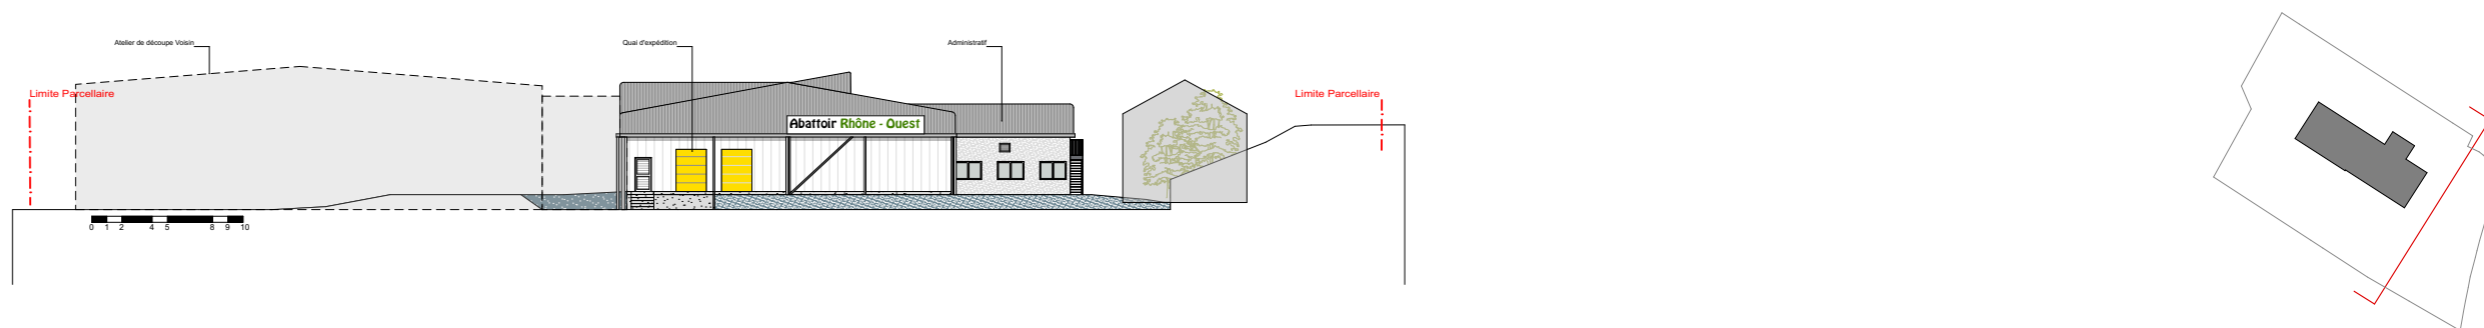 Atelier de découpe Voisin
Quai d'expédition
Administratif
Limite Parcellaire
Limite Parcellaire
Abattoir Rhône - Ouest
0 1 2 4 5 8 9 10